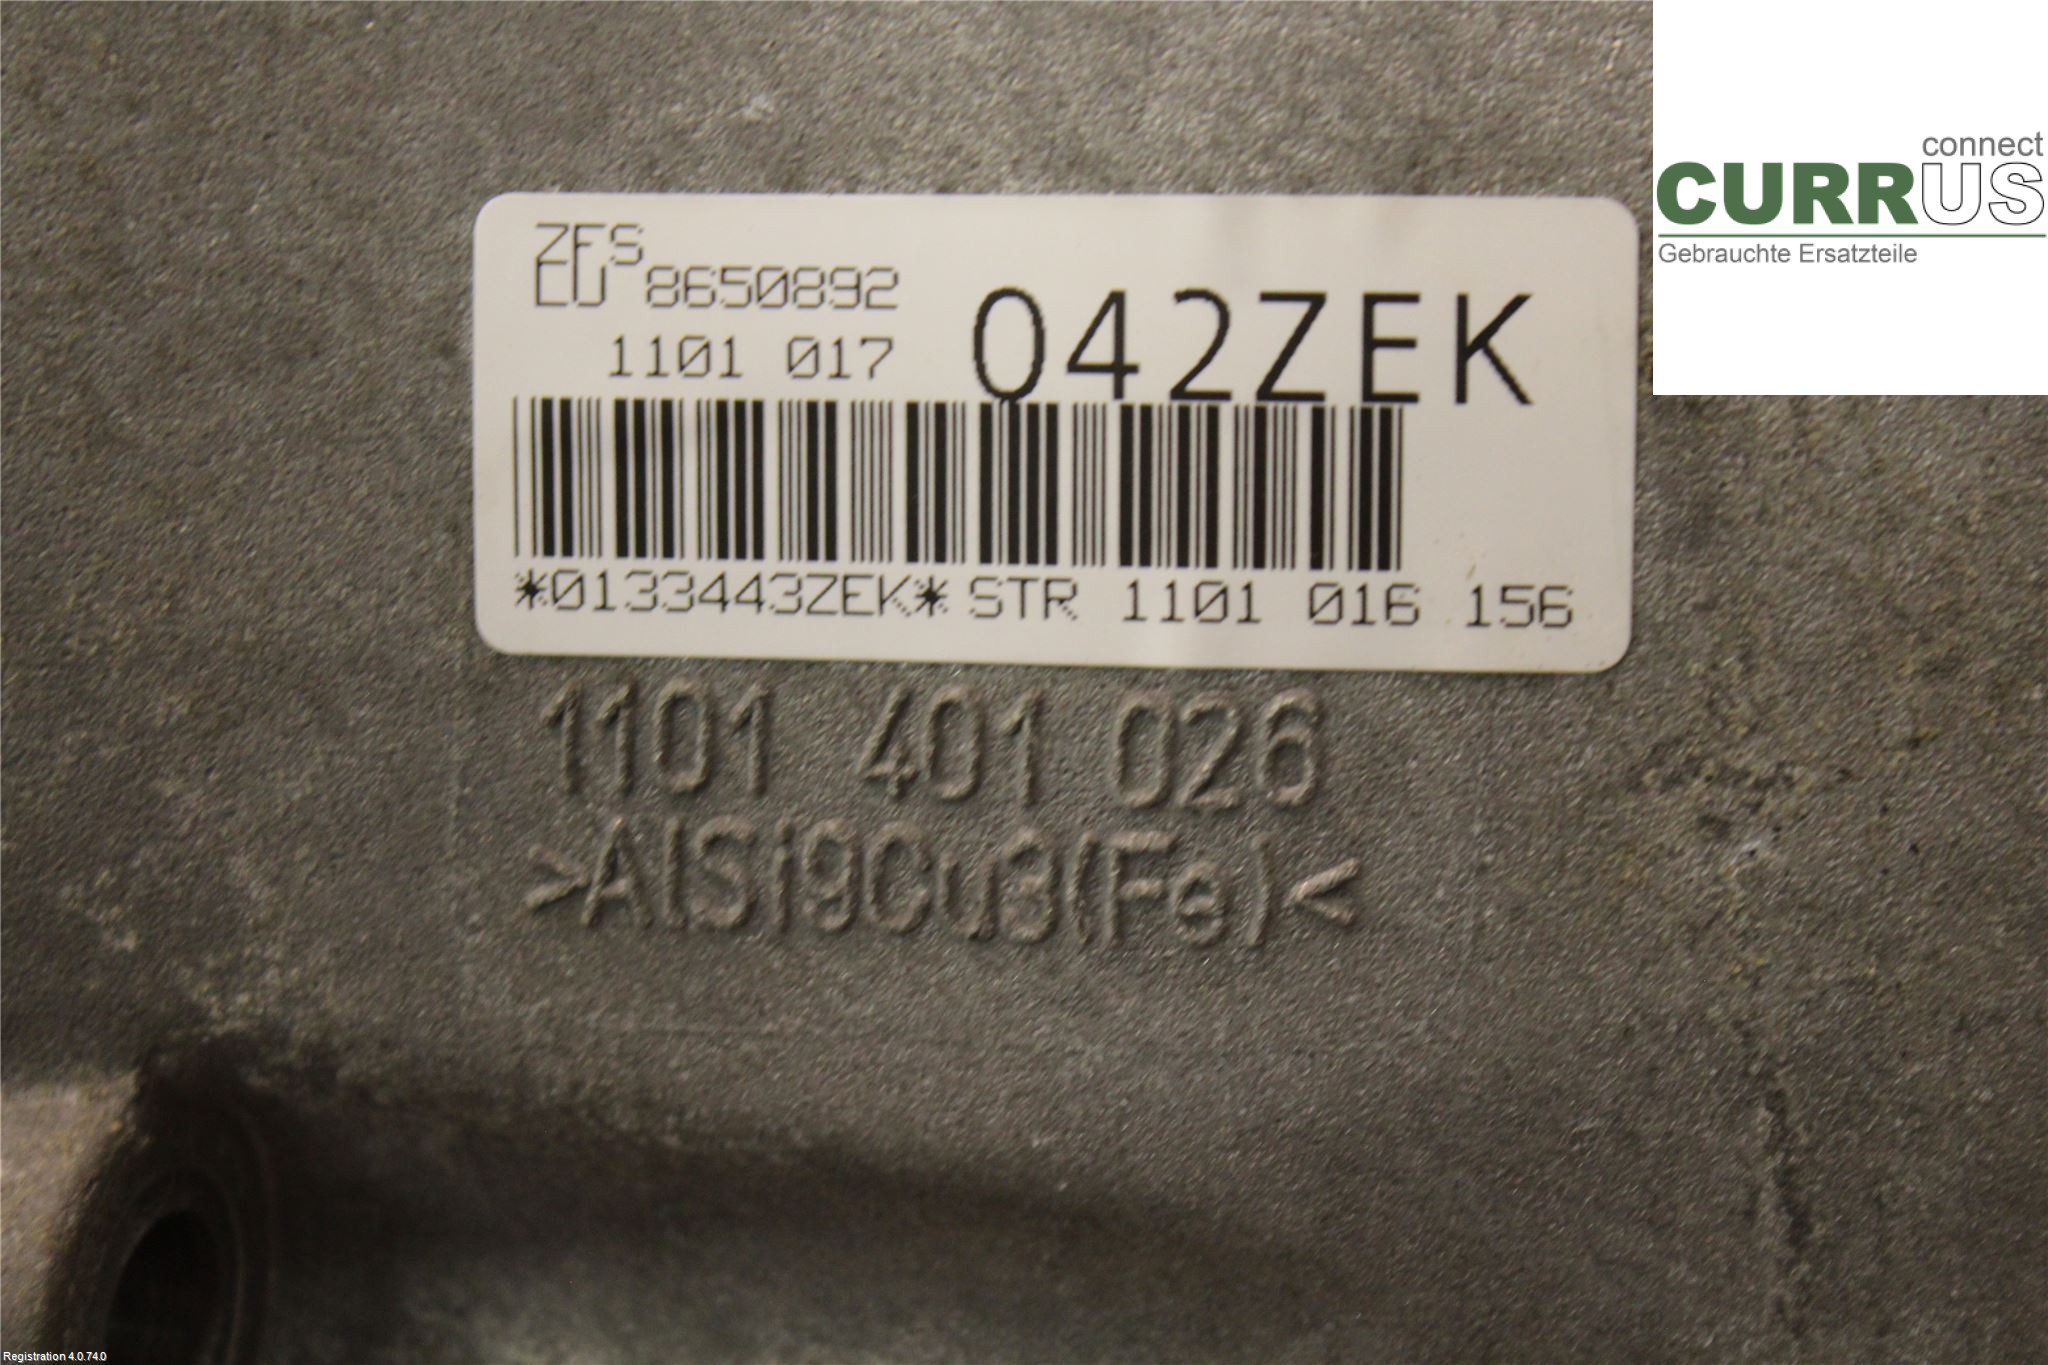 connect
CURRUS
Gebrauchte Ersatzteile
ZFS
EU 8650892
1101 017
042ZEK
*0133443ZEK* STR 1101 016 156
1101 401 026
>AlSi9Cu3(Fe)<
Registration 4.0.74.0